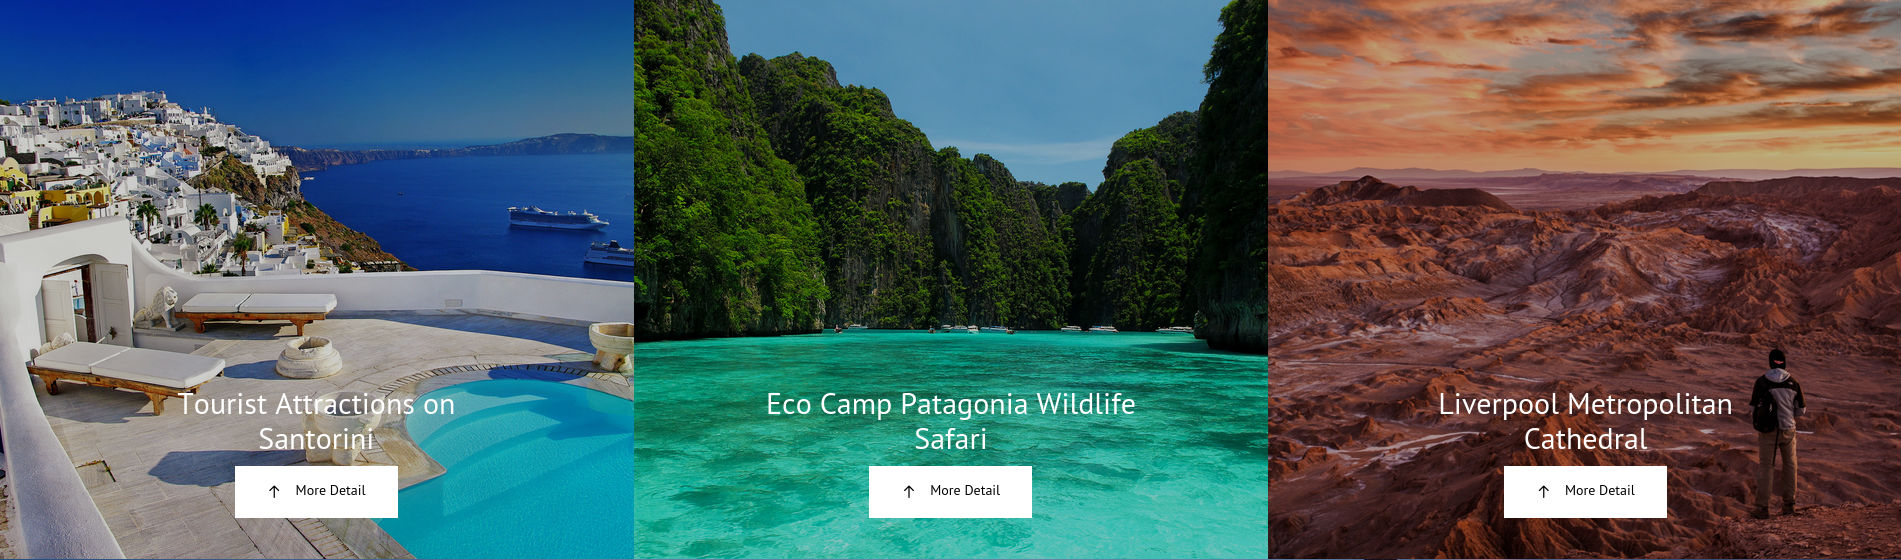 Tourist Attractions on
Santorini
More Detail
Eco Camp Patagonia Wildlife
Safari
More Detail
Liverpool Metropolitan
Cathedral
More Detail